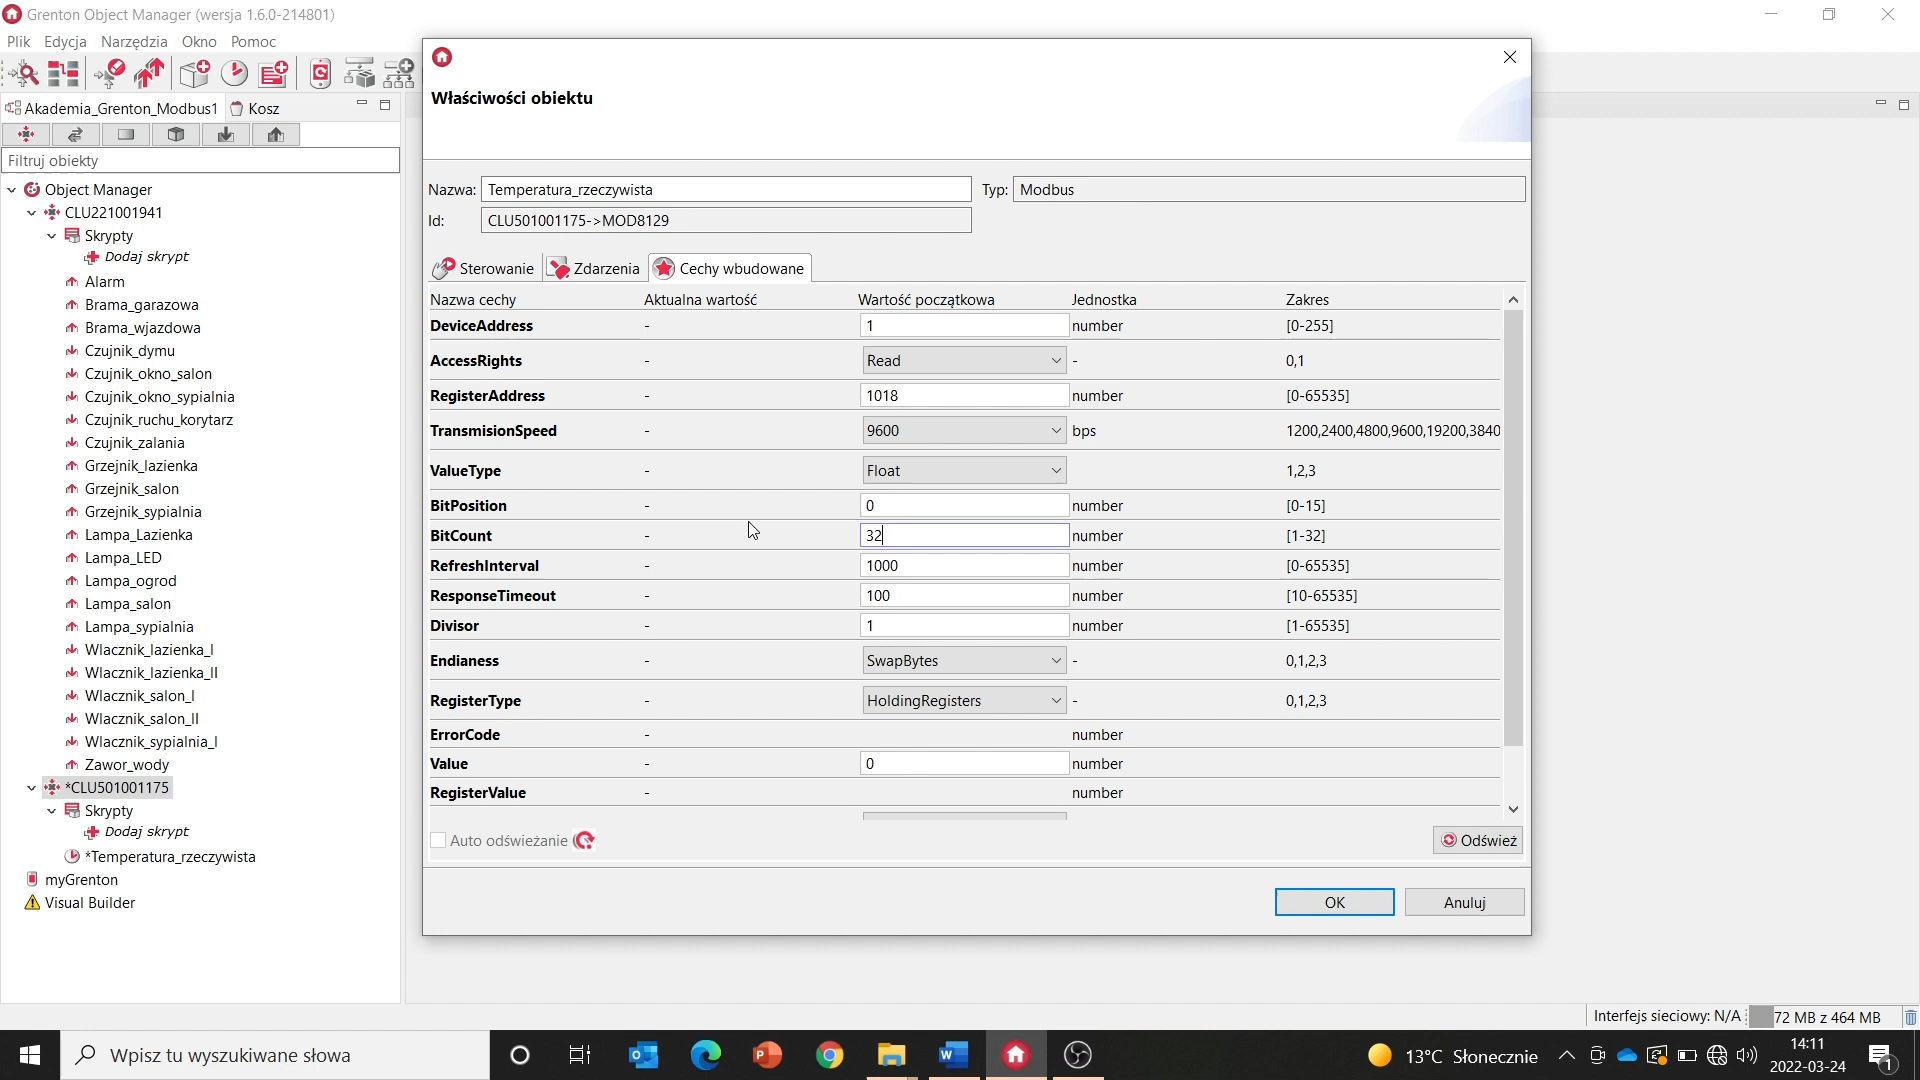 Grenton Object Manager (wersja 1.6.0-214801)
Plik Edycja Narzędzia Okno Pomoc
Akademia_Grenton_Modbus1 Kosz
Filtruj obiekty
Object Manager
CLU221001941
Skrypty
Dodaj skrypt
Alarm
Brama_garazowa
Brama_wjazdowa
Czujnik_dymu
Czujnik_okno_salon
Czujnik_okno_sypialnia
Czujnik_ruchu_korytarz
Czujnik_zalania
Grzejnik_lazienka
Grzejnik_salon
Grzejnik_sypialnia
Lampa_Lazienka
Lampa_LED
Lampa_ogrod
Lampa_salon
Lampa_sypialnia
Wlacznik_lazienka_I
Wlacznik_lazienka_II
Wlacznik_salon_I
Wlacznik_salon_II
Wlacznik_sypialnia_I
Zawor_wody
*CLU501001175
Skrypty
Dodaj skrypt
*Temperatura_rzeczywista
myGrenton
Visual Builder
Właściwości obiektu
Nazwa: Temperatura_rzeczywista Typ: Modbus
Id: CLU501001175->MOD8129
Sterowanie Zdarzenia Cechy wbudowane
Nazwa cechy Aktualna wartość Wartość początkowa Jednostka Zakres
DeviceAddress - 1 number [0-255]
AccessRights - Read - 0,1
RegisterAddress - 1018 number [0-65535]
TransmisionSpeed - 9600 bps 1200,2400,4800,9600,19200,3840
ValueType - Float 1,2,3
BitPosition - 0 number [0-15]
BitCount - 32 number [1-32]
RefreshInterval - 1000 number [0-65535]
ResponseTimeout - 100 number [10-65535]
Divisor - 1 number [1-65535]
Endianess - SwapBytes - 0,1,2,3
RegisterType - HoldingRegisters - 0,1,2,3
ErrorCode - number
Value - 0 number
RegisterValue - number
Auto odświeżanie Odśwież
OK Anuluj
Interfejs sieciowy: N/A 72 MB z 464 MB
Wpisz tu wyszukiwane słowa
13°C Słonecznie
14:11
2022-03-24
1